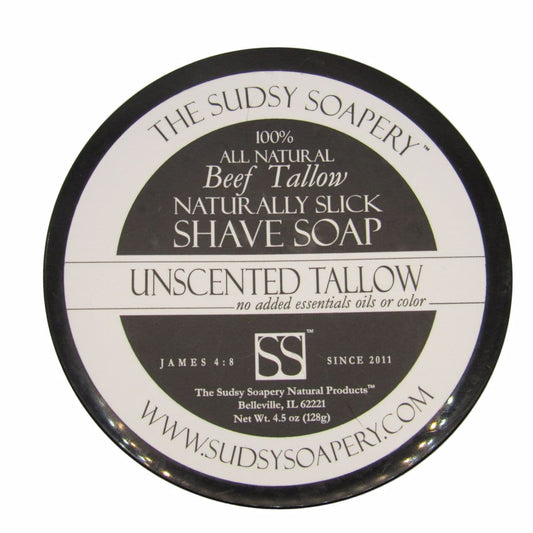 THE SUDSY SOAPERY™
100%
ALL NATURAL
Beef Tallow
NATURALLY SLICK
SHAVE SOAP
UNSCENTED TALLOW
no added essentials oils or color
JAMES 4:8 SS™ SINCE 2011
The Sudsy Soapery Natural Products™
Belleville, IL 62221
Net Wt. 4.5 oz (128g)
WWW.SUDSYSOAPERY.COM